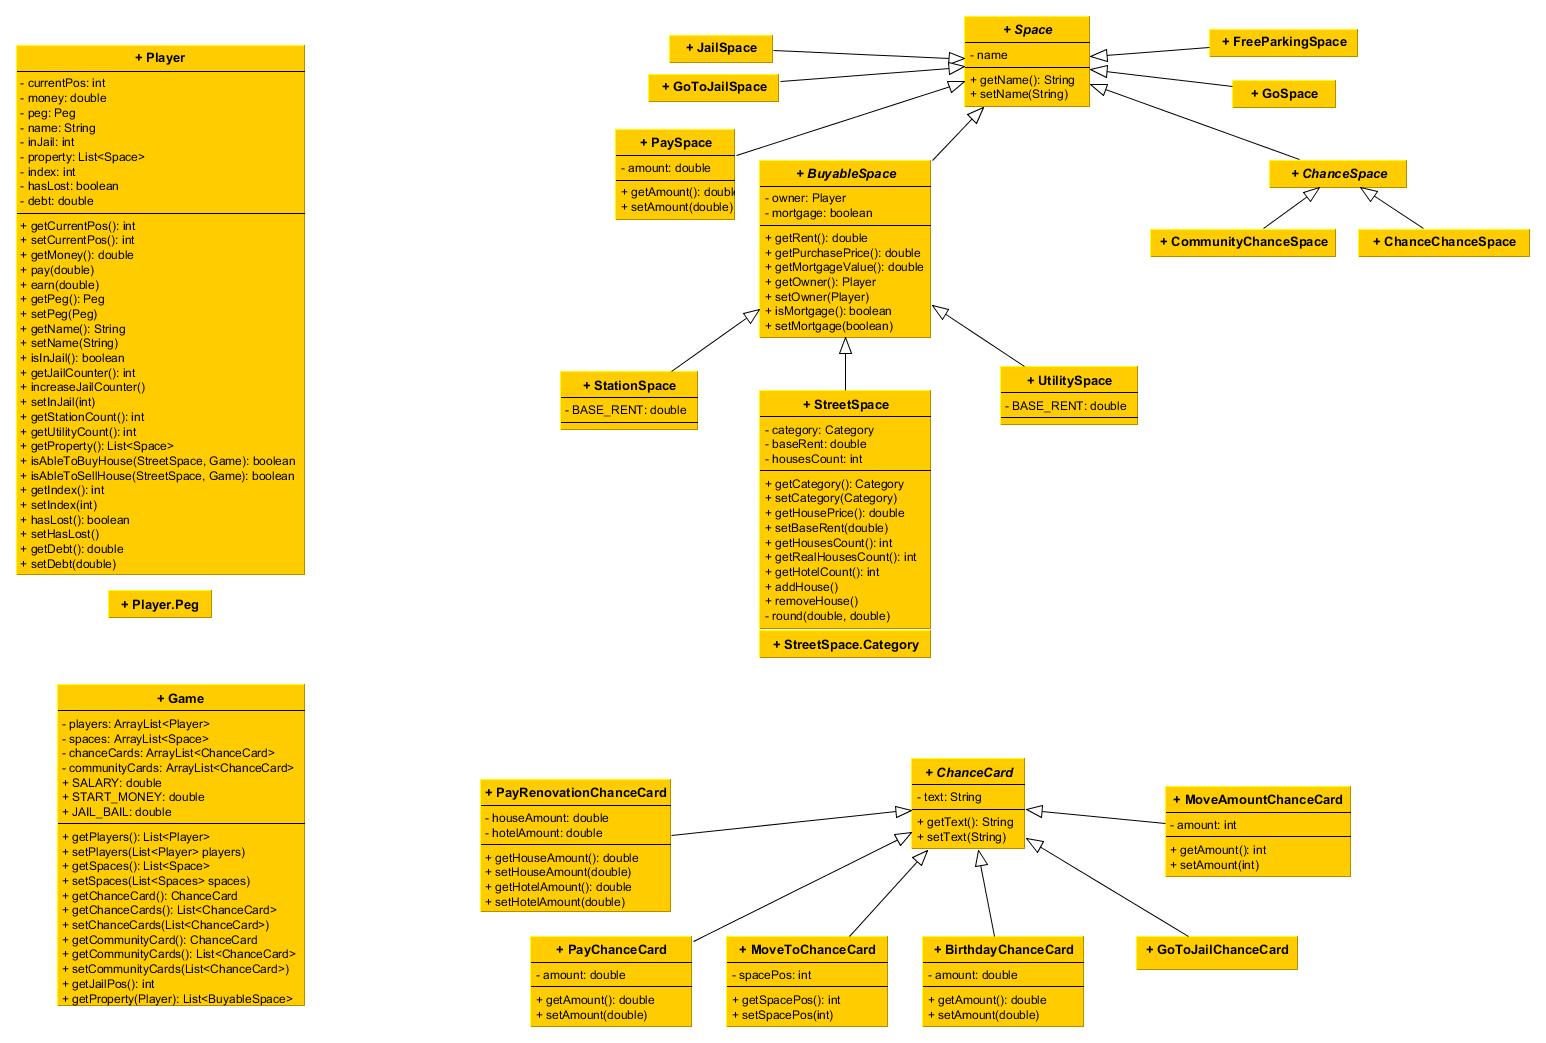 + Player
- currentPos: int
- money: double
- peg: Peg
- name: String
- inJail: int
- property: List<Space>
- index: int
- hasLost: boolean
- debt: double
+ getCurrentPos(): int
+ setCurrentPos(): int
+ getMoney(): double
+ pay(double)
+ earn(double)
+ getPeg(): Peg
+ setPeg(Peg)
+ getName(): String
+ setName(String)
+ isInJail(): boolean
+ getJailCounter(): int
+ increaseJailCounter()
+ setInJail(int)
+ getStationCount(): int
+ getUtilityCount(): int
+ getProperty(): List<Space>
+ isAbleToBuyHouse(StreetSpace, Game): boolean
+ isAbleToSellHouse(StreetSpace, Game): boolean
+ getIndex(): int
+ setIndex(int)
+ hasLost(): boolean
+ setHasLost()
+ getDebt(): double
+ setDebt(double)
+ Player.Peg
+ Game
- players: ArrayList<Player>
- spaces: ArrayList<Space>
- chanceCards: ArrayList<ChanceCard>
- communityCards: ArrayList<ChanceCard>
+ SALARY: double
+ START_MONEY: double
+ JAIL_BAIL: double
+ getPlayers(): List<Player>
+ setPlayers(List<Player> players)
+ getSpaces(): List<Space>
+ setSpaces(List<Spaces> spaces)
+ getChanceCard(): ChanceCard
+ getChanceCards(): List<ChanceCard>
+ setChanceCards(List<ChanceCard>)
+ getCommunityCard(): ChanceCard
+ getCommunityCards(): List<ChanceCard>
+ setCommunityCards(List<ChanceCard>)
+ getJailPos(): int
+ getProperty(Player): List<BuyableSpace>
+ Space
- name
+ getName(): String
+ setName(String)
+ JailSpace
+ GoToJailSpace
+ FreeParkingSpace
+ GoSpace
+ PaySpace
- amount: double
+ getAmount(): doubl
+ setAmount(double)
+ BuyableSpace
- owner: Player
- mortgage: boolean
+ getRent(): double
+ getPurchasePrice(): double
+ getMortgageValue(): double
+ getOwner(): Player
+ setOwner(Player)
+ isMortgage(): boolean
+ setMortgage(boolean)
+ ChanceSpace
+ CommunityChanceSpace
+ ChanceChanceSpace
+ StationSpace
- BASE_RENT: double
+ StreetSpace
- category: Category
- baseRent: double
- housesCount: int
+ getCategory(): Category
+ setCategory(Category)
+ getHousePrice(): double
+ setBaseRent(double)
+ getHousesCount(): int
+ getRealHousesCount(): int
+ getHotelCount(): int
+ addHouse()
+ removeHouse()
- round(double, double)
+ StreetSpace.Category
+ UtilitySpace
- BASE_RENT: double
+ ChanceCard
- text: String
+ getText(): String
+ setText(String)
+ PayRenovationChanceCard
- houseAmount: double
- hotelAmount: double
+ getHouseAmount(): double
+ setHouseAmount(double)
+ getHotelAmount(): double
+ setHotelAmount(double)
+ MoveAmountChanceCard
- amount: int
+ getAmount(): int
+ setAmount(int)
+ PayChanceCard
- amount: double
+ getAmount(): double
+ setAmount(double)
+ MoveToChanceCard
- spacePos: int
+ getSpacePos(): int
+ setSpacePos(int)
+ BirthdayChanceCard
- amount: double
+ getAmount(): double
+ setAmount(double)
+ GoToJailChanceCard